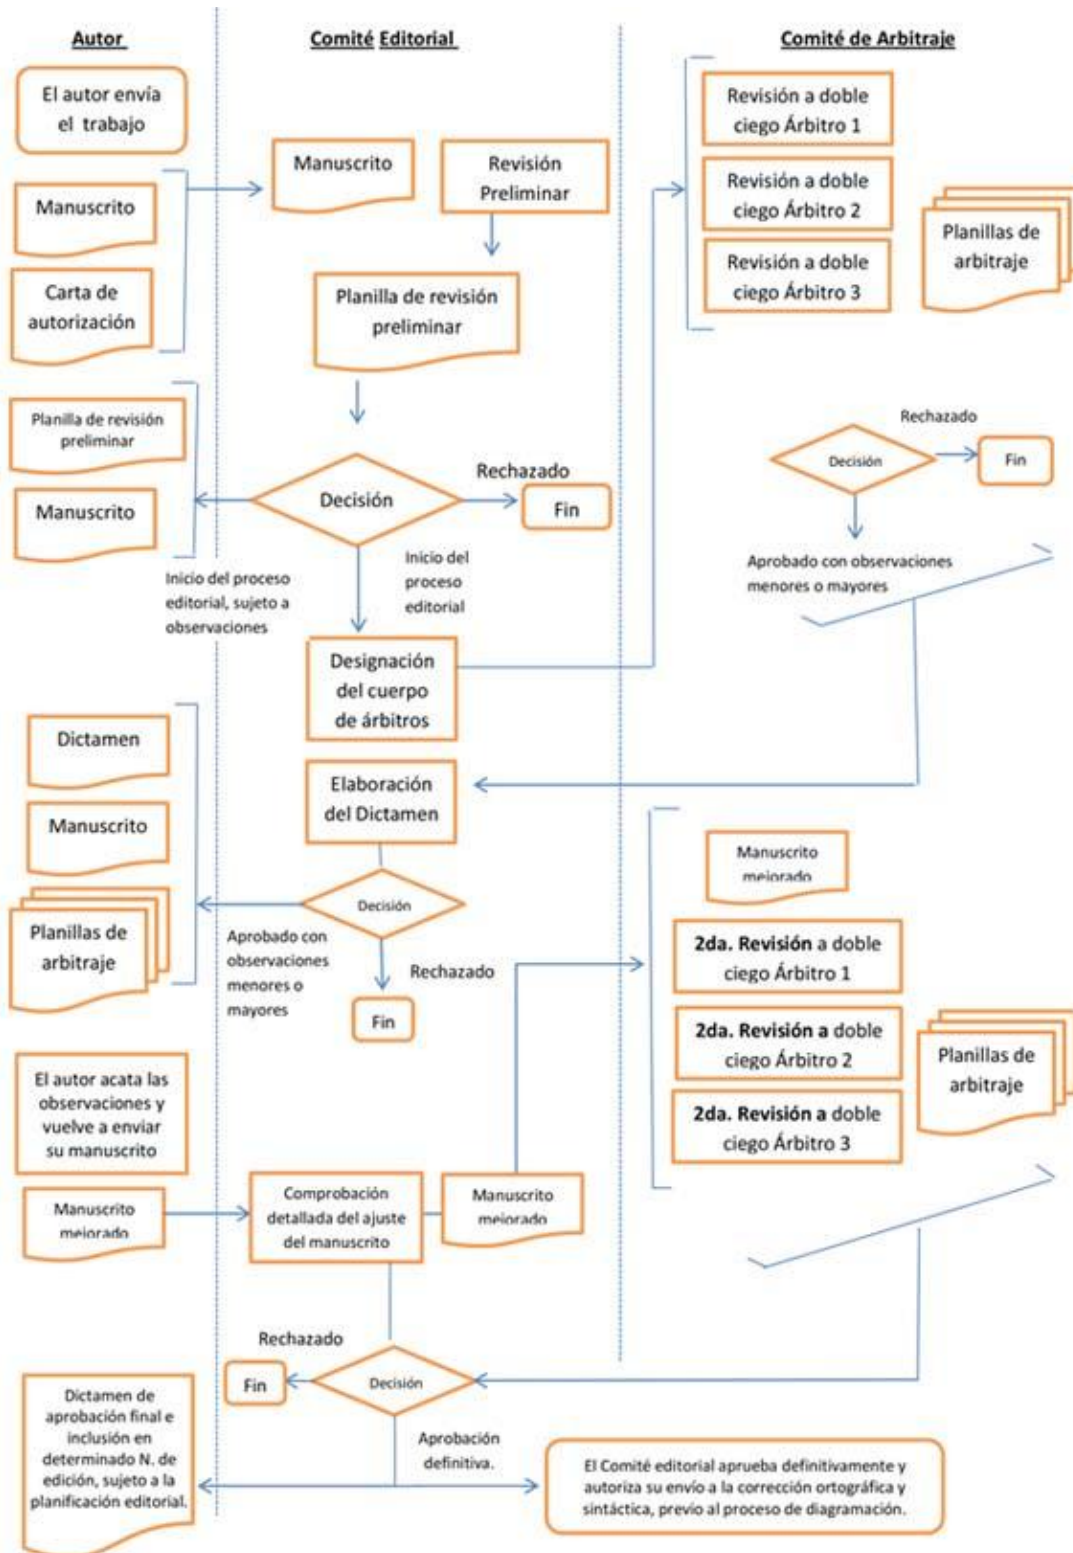 Autor
Comité Editorial
Comité de Arbitraje
El autor envía
el trabajo
Manuscrito
Carta de
autorización
Manuscrito
Revisión
Preliminar
Planilla de revisión
preliminar
Revisión a doble
ciego Árbitro 1
Revisión a doble
ciego Árbitro 2
Revisión a doble
ciego Árbitro 3
Planillas de
arbitraje
Planilla de revisión
preliminar
Manuscrito
Decisión
Rechazado
Fin
Inicio del proceso
editorial, sujeto a
observaciones
Inicio del
proceso
editorial
Rechazado
Decisión
Fin
Aprobado con observaciones
menores o mayores
Designación
del cuerpo
de árbitros
Elaboración
del Dictamen
Dictamen
Manuscrito
Planillas de
arbitraje
Decisión
Aprobado con
observaciones
menores o
mayores
Rechazado
Fin
Manuscrito
mejorado
2da. Revisión a doble
ciego Árbitro 1
2da. Revisión a doble
ciego Árbitro 2
2da. Revisión a doble
ciego Árbitro 3
Planillas de
arbitraje
El autor acata las
observaciones y
vuelve a enviar
su manuscrito
Manuscrito
mejorado
Comprobación
detallada del ajuste
del manuscrito
Manuscrito
mejorado
Rechazado
Fin
Decisión
Aprobación
definitiva.
Dictamen de
aprobación final e
inclusión en
determinado N. de
edición, sujeto a la
planificación editorial.
El Comité editorial aprueba definitivamente y
autoriza su envío a la corrección ortográfica y
sintáctica, previo al proceso de diagramación.